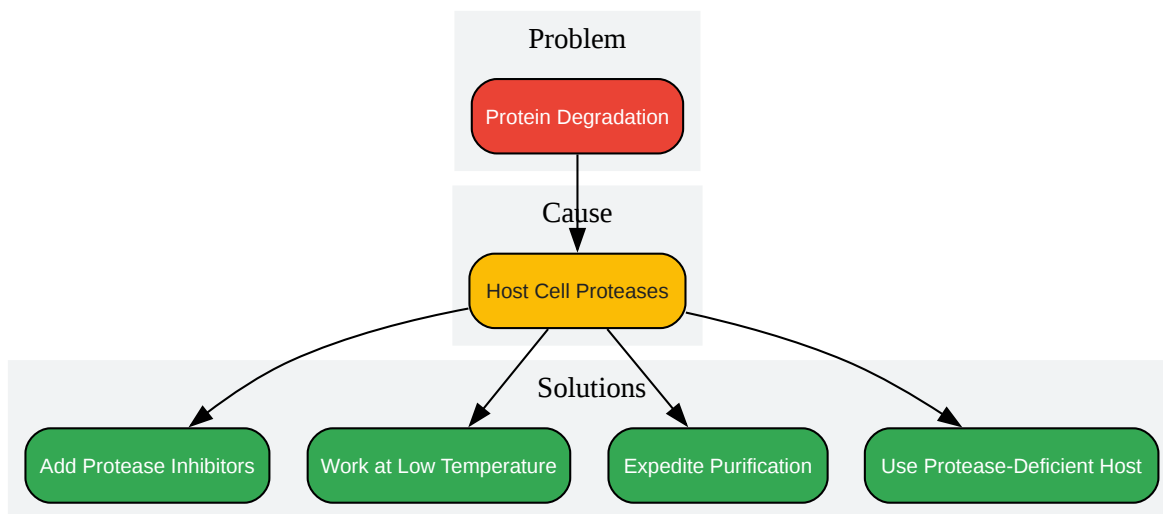 Problem
Protein Degradation
Cause
Host Cell Proteases
Solutions
Add Protease Inhibitors
Work at Low Temperature
Expedite Purification
Use Protease-Deficient Host